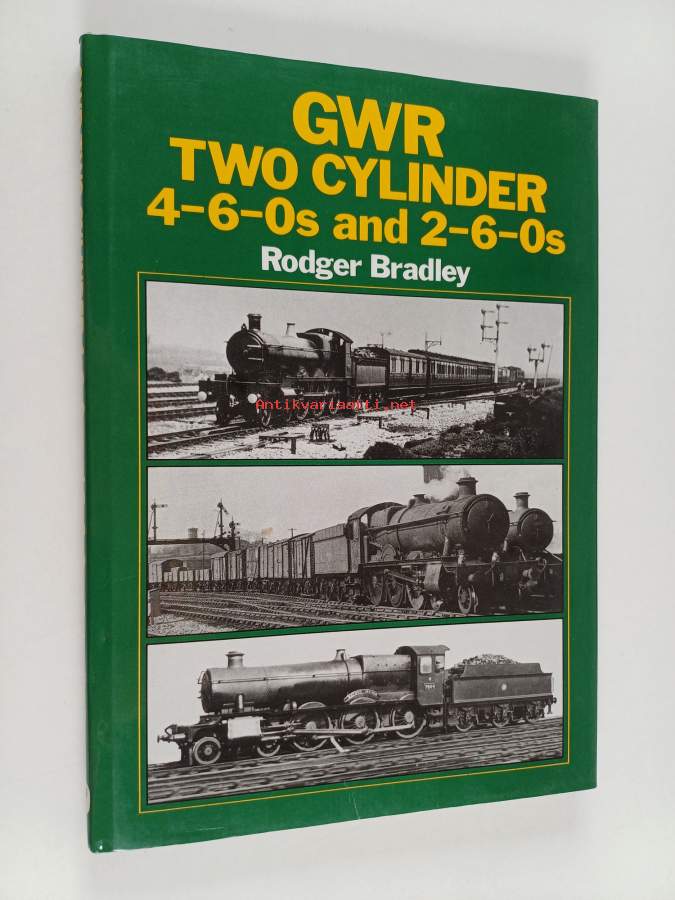 GWR
TWO CYLINDER
4-6-0s and 2-6-0s
Rodger Bradley
Antikvariaatti.net